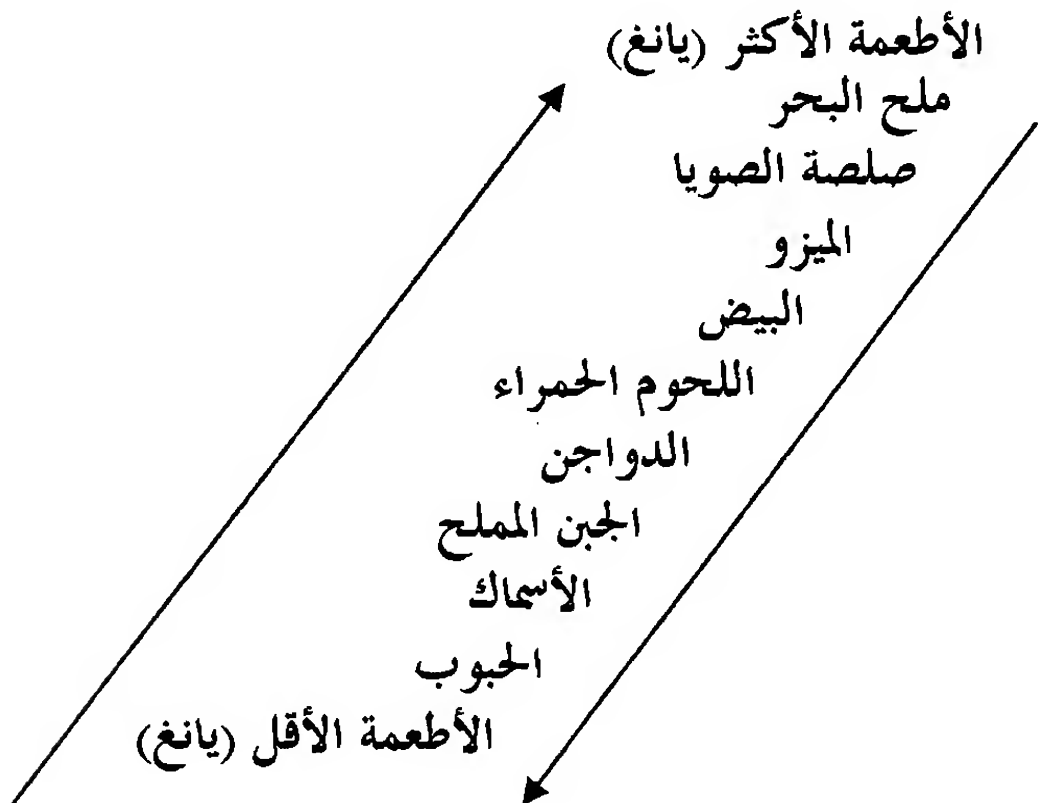 الأطعمة الأكثر (يانغ)
ملح البحر
صلصة الصويا
الميزو
البيض
اللحوم الحمراء
الدواجن
الجبن المملح
الأسماك
الحبوب
الأطعمة الأقل (يانغ)